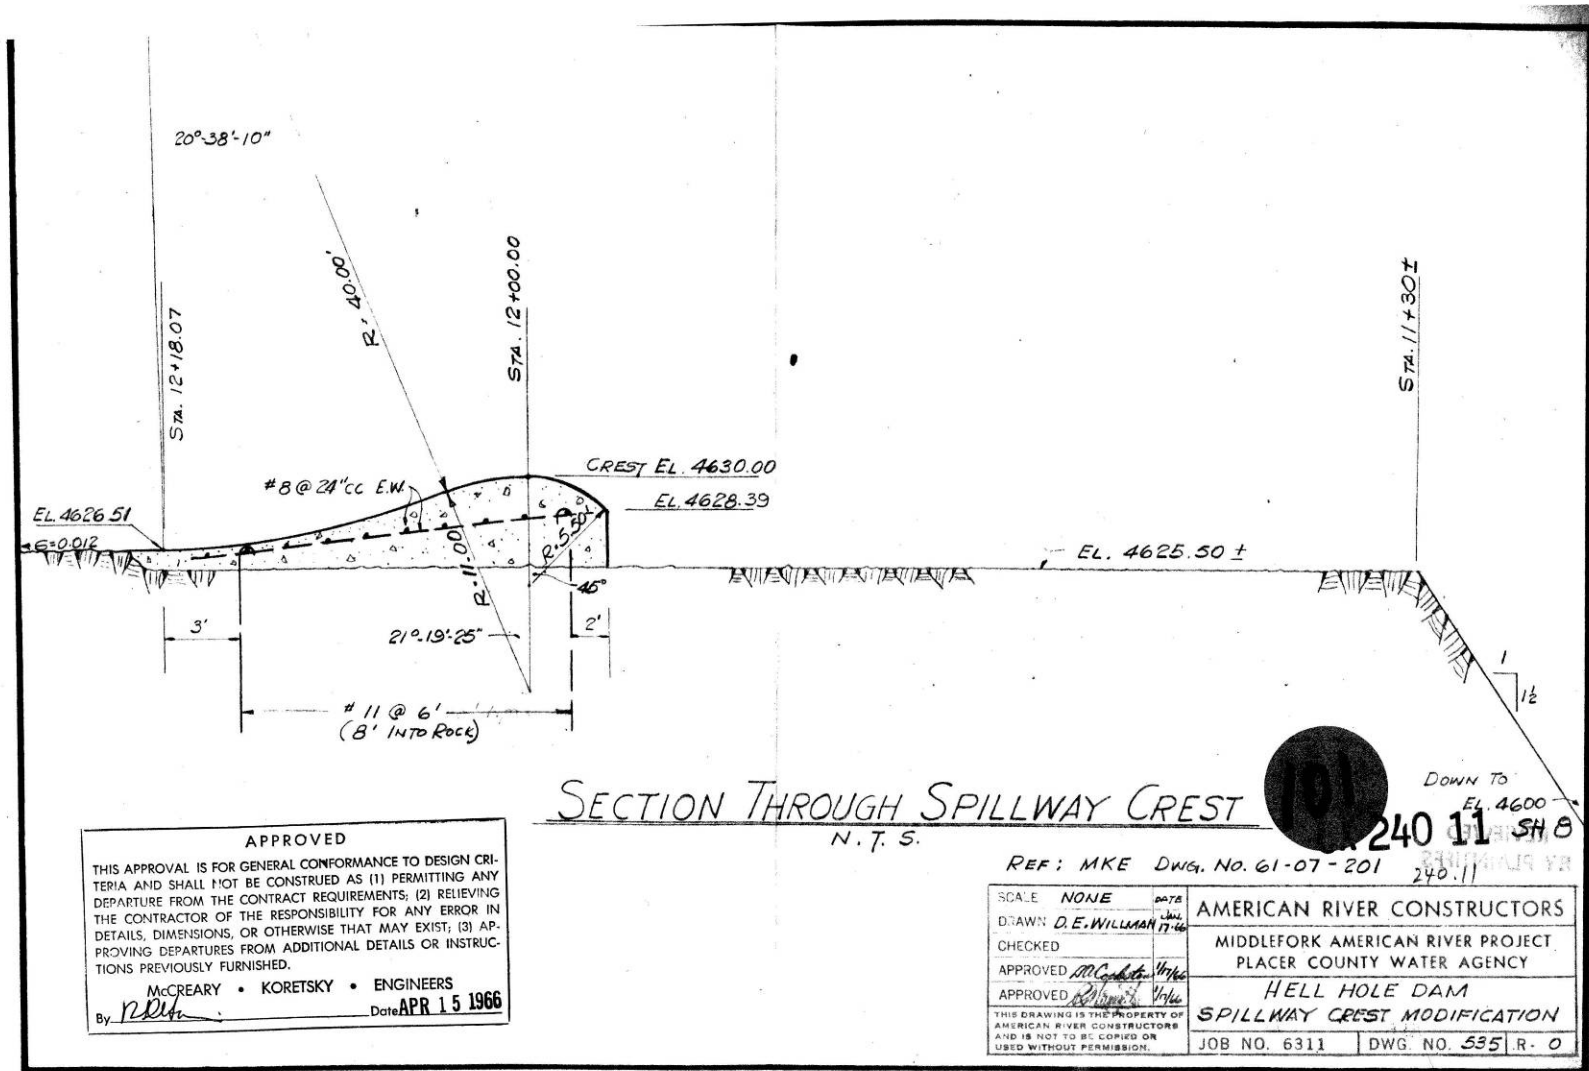 20°-38'-10"
R= 40.00'
STA. 12+18.07
STA. 12+00.00
STA. 11+30±
CREST EL. 4630.00
#8 @ 24"cc E.W.
EL. 4628.39
EL. 4626.51
S=0.012
R=5.50'
R=11.00'
EL. 4625.50 ±
45°
3'
2'
21°-19'-25"
# 11 @ 6'
(8' INTO ROCK)
1
1½
SECTION THROUGH SPILLWAY CREST
N.T.S.
101
DOWN TO
EL. 4600
240 11 SH 8
REF: MKE DWG. NO. 61-07-201
240.11
APPROVED
THIS APPROVAL IS FOR GENERAL CONFORMANCE TO DESIGN CRI-
TERIA AND SHALL NOT BE CONSTRUED AS (1) PERMITTING ANY
DEPARTURE FROM THE CONTRACT REQUIREMENTS; (2) RELIEVING
THE CONTRACTOR OF THE RESPONSIBILITY FOR ANY ERROR IN
DETAILS, DIMENSIONS, OR OTHERWISE THAT MAY EXIST; (3) AP-
PROVING DEPARTURES FROM ADDITIONAL DETAILS OR INSTRUC-
TIONS PREVIOUSLY FURNISHED.
McCREARY • KORETSKY • ENGINEERS
By Date APR 15 1966
SCALE NONE DATE
DRAWN D.E. WILLMAN JAN. 17-66
CHECKED
APPROVED 1/17/66
APPROVED 1/17/66
THIS DRAWING IS THE PROPERTY OF
AMERICAN RIVER CONSTRUCTORS
AND IS NOT TO BE COPIED OR
USED WITHOUT PERMISSION.
AMERICAN RIVER CONSTRUCTORS
MIDDLEFORK AMERICAN RIVER PROJECT
PLACER COUNTY WATER AGENCY
HELL HOLE DAM
SPILLWAY CREST MODIFICATION
JOB NO. 6311 DWG. NO. 535 R- 0